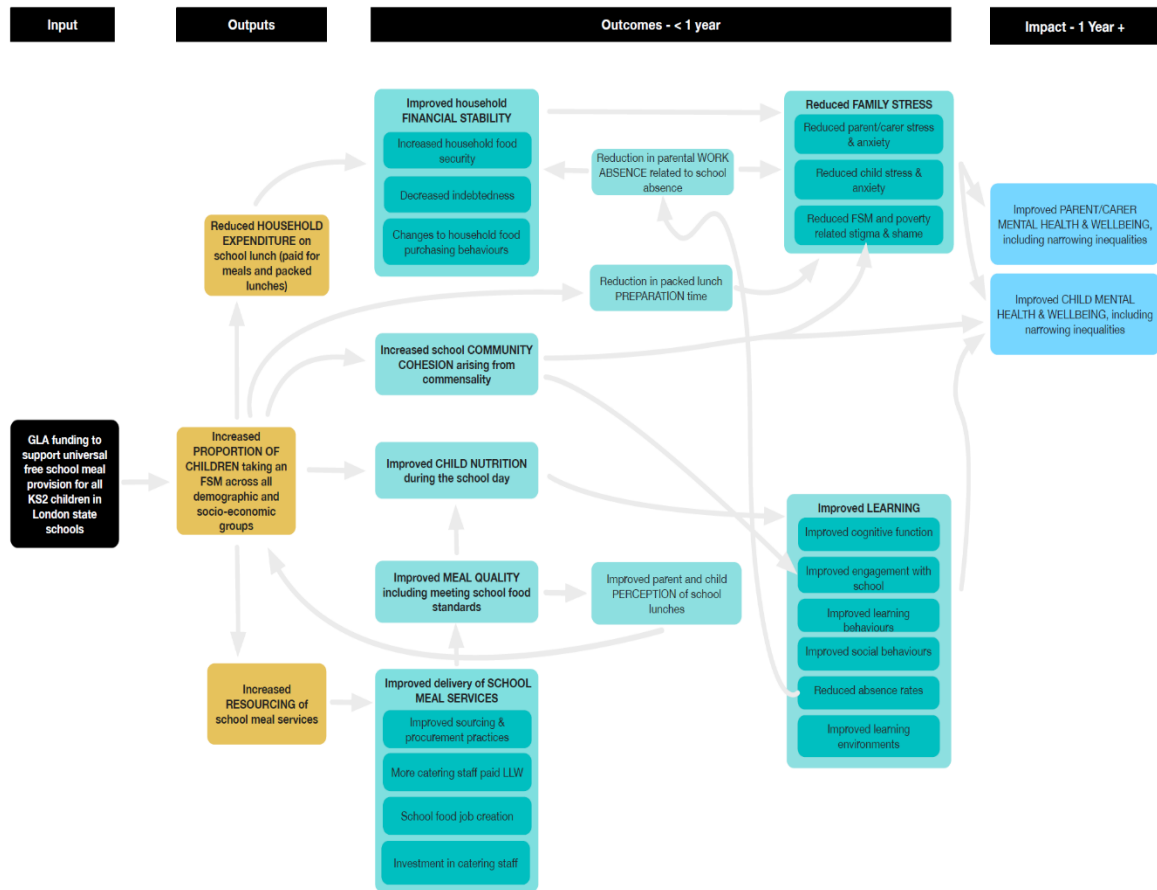 Input
Outputs
Outcomes - < 1 year
Impact - 1 Year +
GLA funding to
support universal
free school meal
provision for all
KS2 children in
London state
schools
Reduced HOUSEHOLD
EXPENDITURE on
school lunch (paid for
meals and packed
lunches)
Increased
PROPORTION OF
CHILDREN taking an
FSM across all
demographic and
socio-economic
groups
Increased
RESOURCING of
school meal services
Improved household
FINANCIAL STABILITY
Increased household food
security
Decreased indebtedness
Changes to household food
purchasing behaviours
Increased school COMMUNITY
COHESION arising from
commensality
Improved CHILD NUTRITION
during the school day
Improved MEAL QUALITY
including meeting school food
standards
Improved delivery of SCHOOL
MEAL SERVICES
Improved sourcing &
procurement practices
More catering staff paid LLW
School food job creation
Investment in catering staff
Reduction in parental WORK
ABSENCE related to school
absence
Reduction in packed lunch
PREPARATION time
Improved parent and child
PERCEPTION of school
lunches
Reduced FAMILY STRESS
Reduced parent/carer stress
& anxiety
Reduced child stress &
anxiety
Reduced FSM and poverty
related stigma & shame
Improved LEARNING
Improved cognitive function
Improved engagement with
school
Improved learning
behaviours
Improved social behaviours
Reduced absence rates
Improved learning
environments
Improved PARENT/CARER
MENTAL HEALTH & WELLBEING,
including narrowing inequalities
Improved CHILD MENTAL
HEALTH & WELLBEING, including
narrowing inequalities